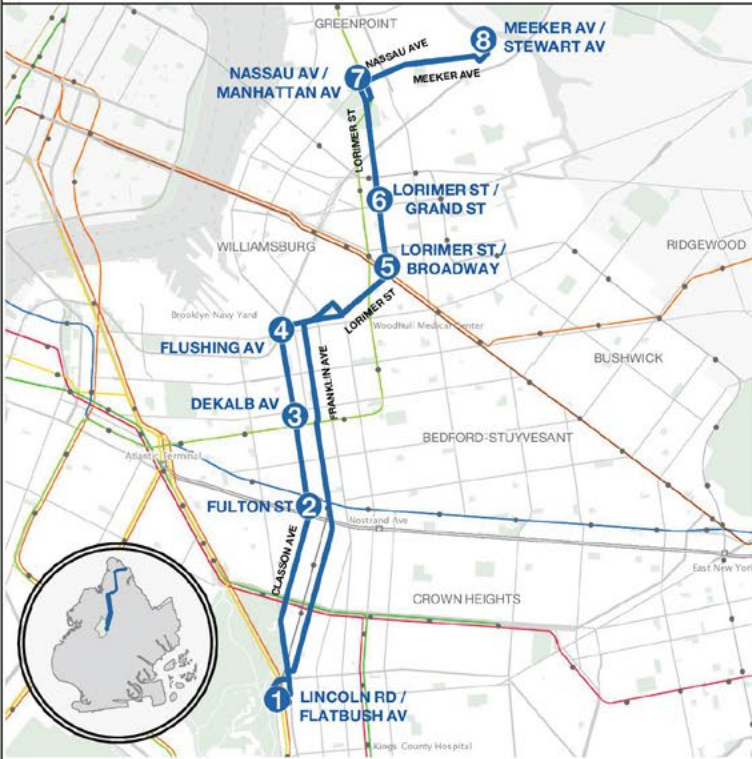 GREENPOINT
8
MEEKER AV /
STEWART AV
NASSAU AVE
MEEKER AVE
NASSAU AV /
MANHATTAN AV
7
LORIMER ST
6
LORIMER ST /
GRAND ST
WILLIAMSBURG
LORIMER ST /
BROADWAY
5
RIDGEWOOD
LORIMER ST
Brooklyn Navy Yard
4
Woodhull Medical Center
FLUSHING AV
BUSHWICK
FRANKLIN AVE
DEKALB AV
3
BEDFORD-STUYVESANT
Atlantic Terminal
FULTON ST
2
Nostrand Ave
CLASSON AVE
East New York
CROWN HEIGHTS
1
LINCOLN RD /
FLATBUSH AV
Kings County Hospital